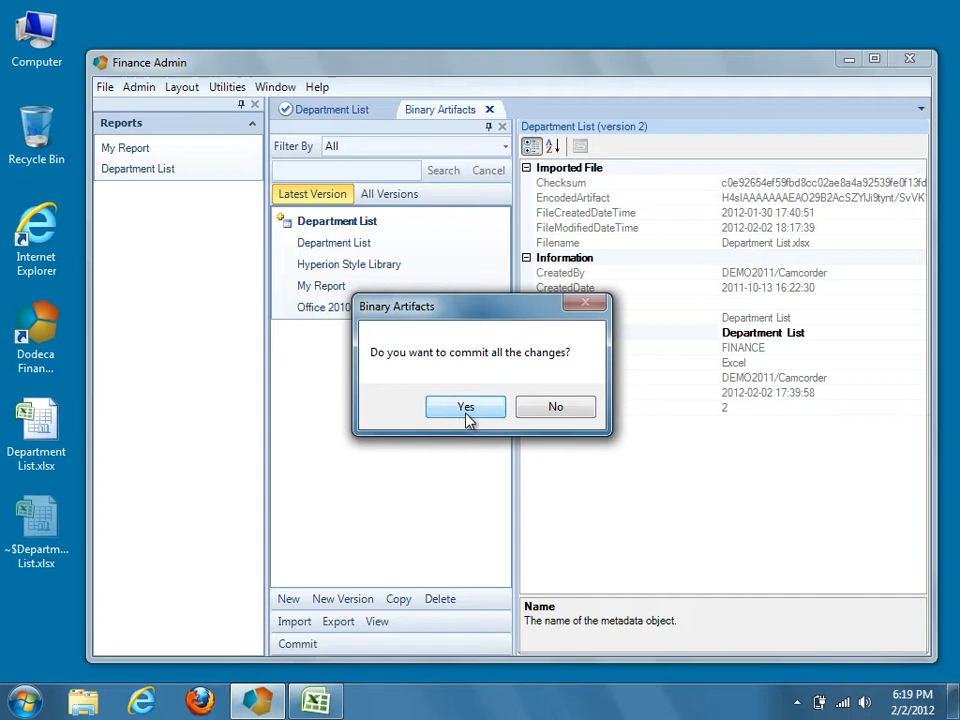 Computer
Recycle Bin
Internet
Explorer
Dodeca
Finan...
Department
List.xlsx
~$Departm...
List.xlsx
Finance Admin
File Admin Layout Utilities Window Help
Reports
My Report
Department List
Department List
Binary Artifacts
Filter By All
Search Cancel
Latest Version All Versions
Department List
Department List
Hyperion Style Library
My Report
Office 2010
New New Version Copy Delete
Import Export View
Commit
Department List (version 2)
Imported File
Checksum c0e92654ef59fbd8cc02ae8a4a92539fe0f13fd
EncodedArtifact
FileCreatedDateTime 2012-01-30 17:40:51
FileModifiedDateTime 2012-02-02 18:17:39
Filename Department List.xlsx
Information
CreatedBy DEMO2011/Camcorder
CreatedDate 2011-10-13 16:22:30
Department List
Department List
FINANCE
Excel
DEMO2011/Camcorder
2012-02-02 17:39:58
2
Name
The name of the metadata object.
Binary Artifacts
Do you want to commit all the changes?
Yes No
6:19 PM
2/2/2012